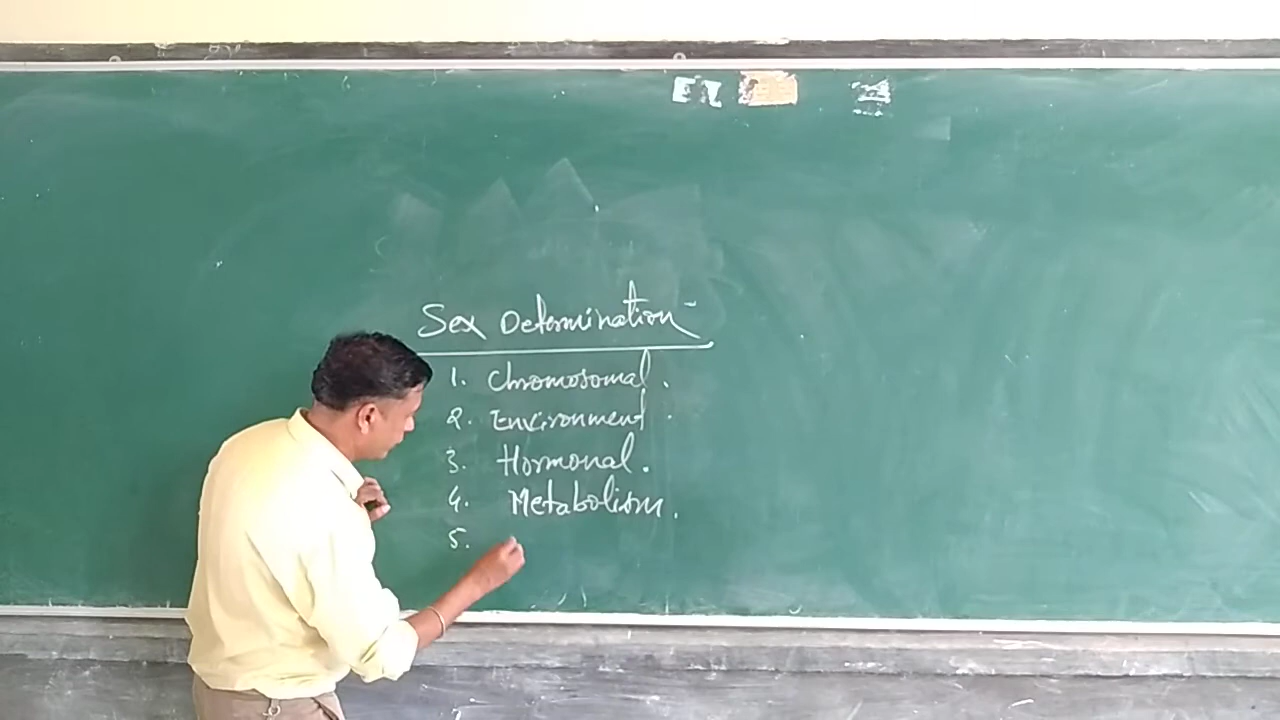 Sex Determination
1. Chromosomal.
2. Environment.
3. Hormonal.
4. Metabolism.
5.